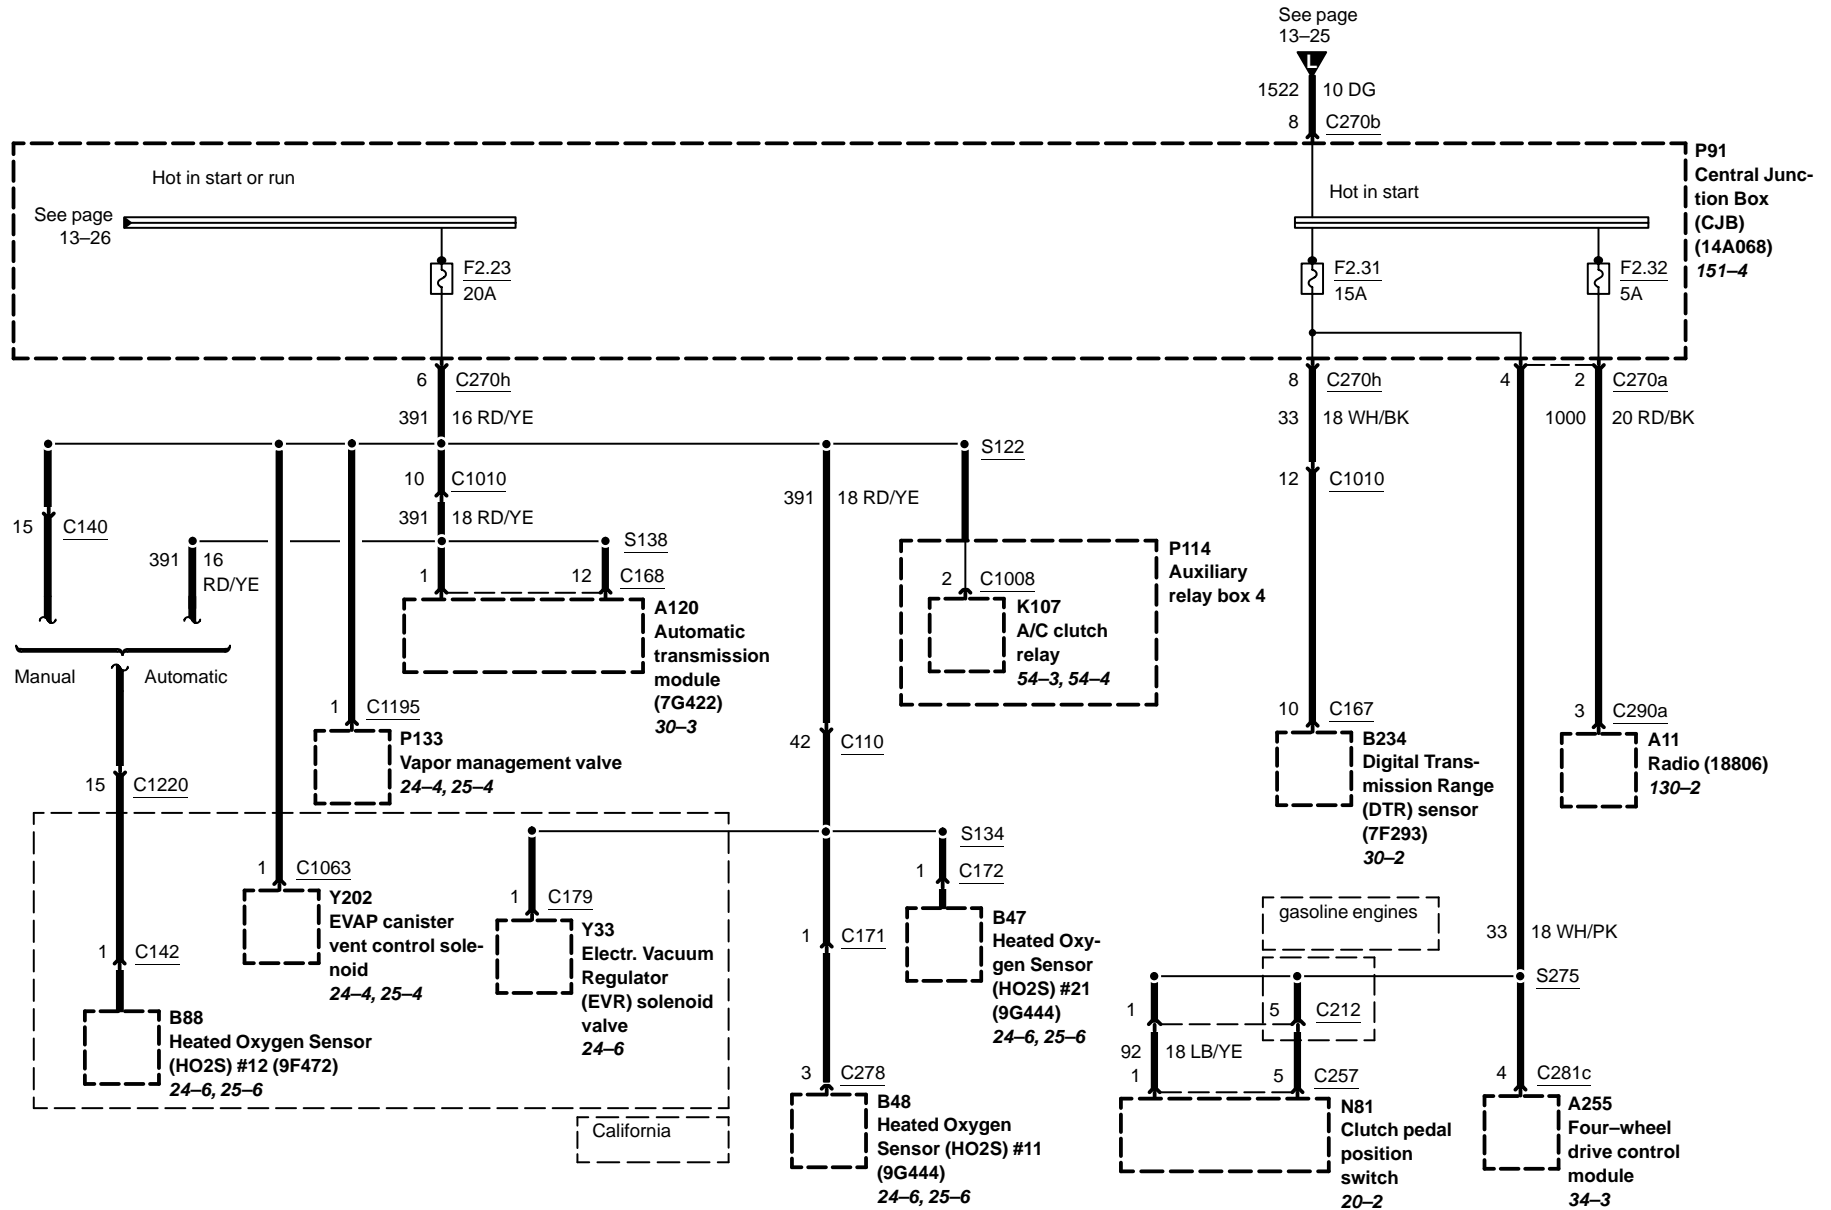 See page
13–25
L
1522 10 DG
8 C270b
P91
Central Junc-
tion Box
(CJB)
(14A068)
151–4
Hot in start or run
See page
13–26
Hot in start
F2.23
20A
F2.31
15A
F2.32
5A
6 C270h
391 16 RD/YE
8 C270h
33 18 WH/BK
4
2 C270a
1000 20 RD/BK
S122
10 C1010
391 18 RD/YE
391 18 RD/YE
12 C1010
15 C140
391 16
RD/YE
S138
1
12 C168
Manual
Automatic
A120
Automatic
transmission
module
(7G422)
30–3
P114
Auxiliary
relay box 4
2 C1008
K107
A/C clutch
relay
54–3, 54–4
1 C1195
P133
Vapor management valve
24–4, 25–4
42 C110
10 C167
B234
Digital Trans-
mission Range
(DTR) sensor
(7F293)
30–2
3 C290a
A11
Radio (18806)
130–2
15 C1220
S134
1 C172
1 C1063
Y202
EVAP canister
vent control sole-
noid
24–4, 25–4
1 C179
Y33
Electr. Vacuum
Regulator
(EVR) solenoid
valve
24–6
B47
Heated Oxy-
gen Sensor
(HO2S) #21
(9G444)
24–6, 25–6
1 C171
1 C142
B88
Heated Oxygen Sensor
(HO2S) #12 (9F472)
24–6, 25–6
California
3 C278
B48
Heated Oxygen
Sensor (HO2S) #11
(9G444)
24–6, 25–6
gasoline engines
33 18 WH/PK
S275
1
5 C212
92 18 LB/YE
1
5 C257
N81
Clutch pedal
position
switch
20–2
4 C281c
A255
Four–wheel
drive control
module
34–3